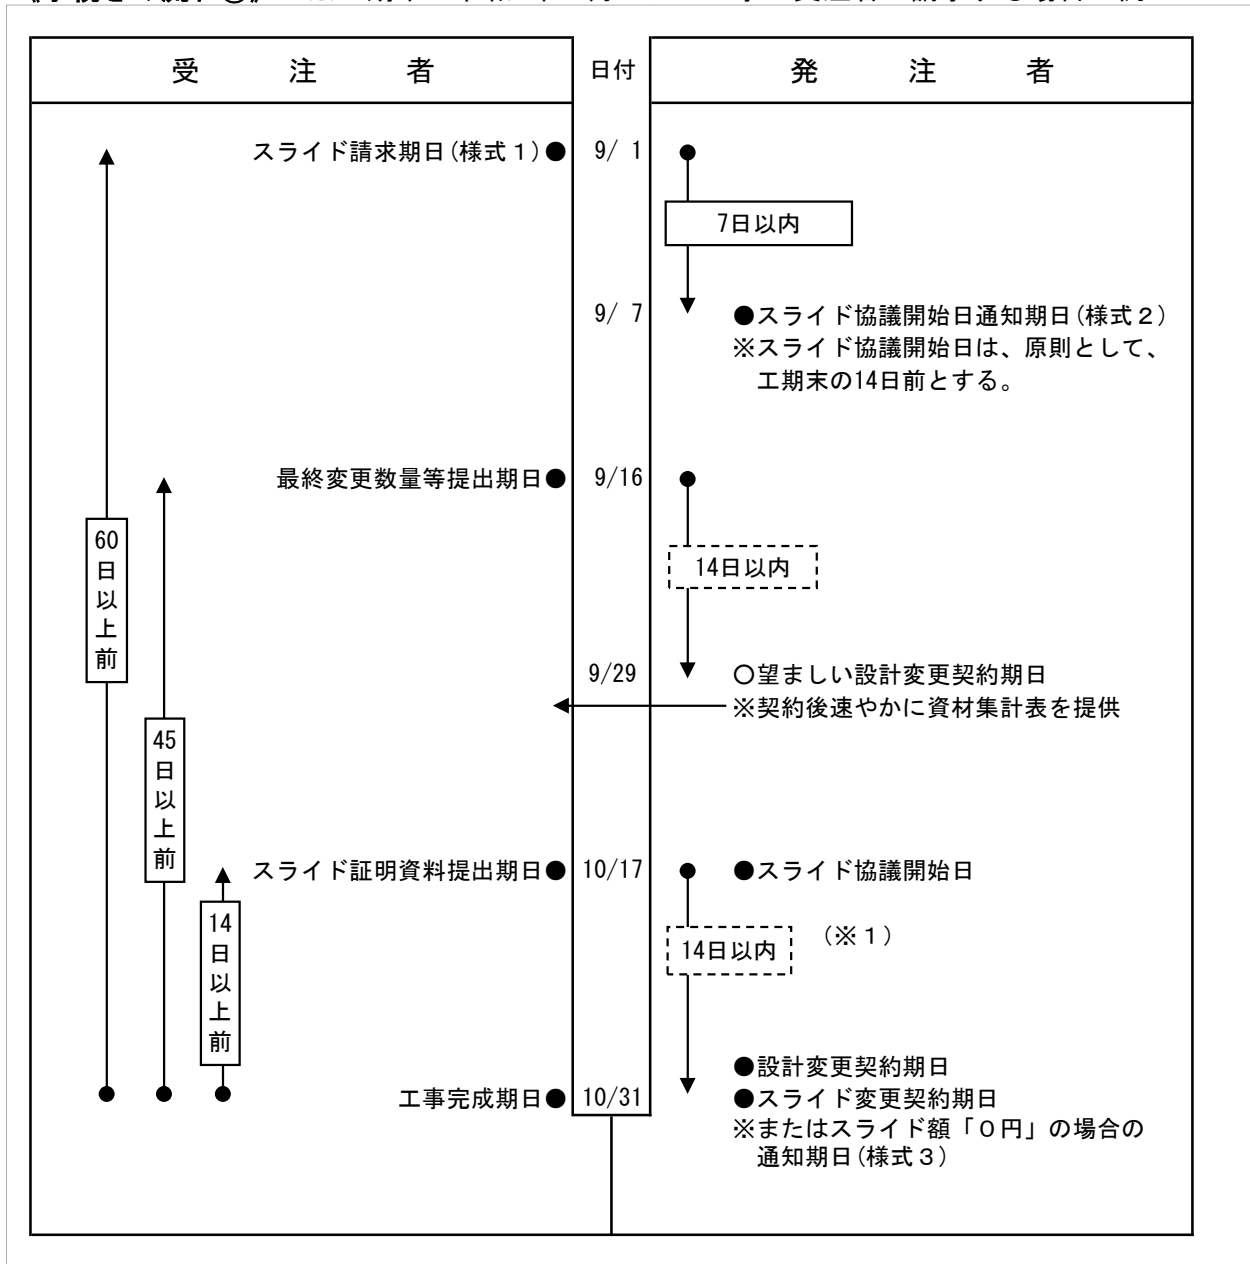 受注者 日付 発注者
スライド請求期日(様式1)● 9/ 1
7日以内
9/ 7 ●スライド協議開始日通知期日(様式2)
※スライド協議開始日は、原則として、
工期末の14日前とする。
最終変更数量等提出期日● 9/16
14日以内
60日以上前
9/29 ○望ましい設計変更契約期日
※契約後速やかに資材集計表を提供
45日以上前
スライド証明資料提出期日● 10/17 ●スライド協議開始日
14日以上前
14日以内 (※1)
●設計変更契約期日
工事完成期日● 10/31 ●スライド変更契約期日
※またはスライド額「0円」の場合の
通知期日(様式3)